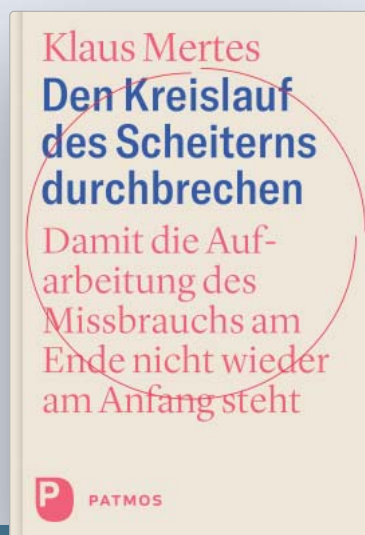 Klaus Mertes
Den Kreislauf
des Scheiterns
durchbrechen
Damit die Auf-
arbeitung des
Missbrauchs am
Ende nicht wieder
am Anfang steht
P PATMOS